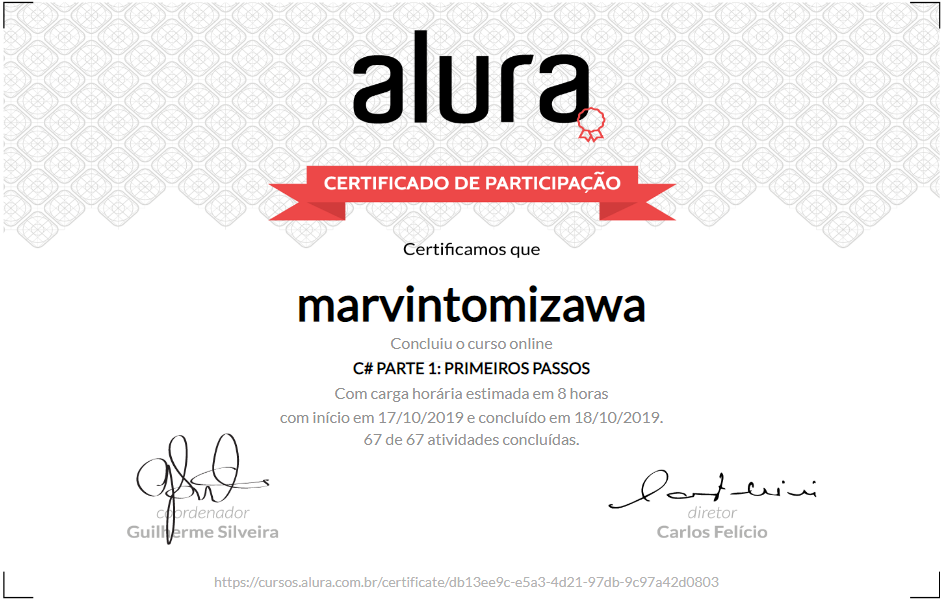 alura
CERTIFICADO DE PARTICIPAÇÃO
Certificamos que
marvintomizawa
Concluiu o curso online
C# PARTE 1: PRIMEIROS PASSOS
Com carga horária estimada em 8 horas
com início em 17/10/2019 e concluído em 18/10/2019.
67 de 67 atividades concluídas.
coordenador
Guilherme Silveira
diretor
Carlos Felício
https://cursos.alura.com.br/certificate/db13ee9c-e5a3-4d21-97db-9c97a42d0803